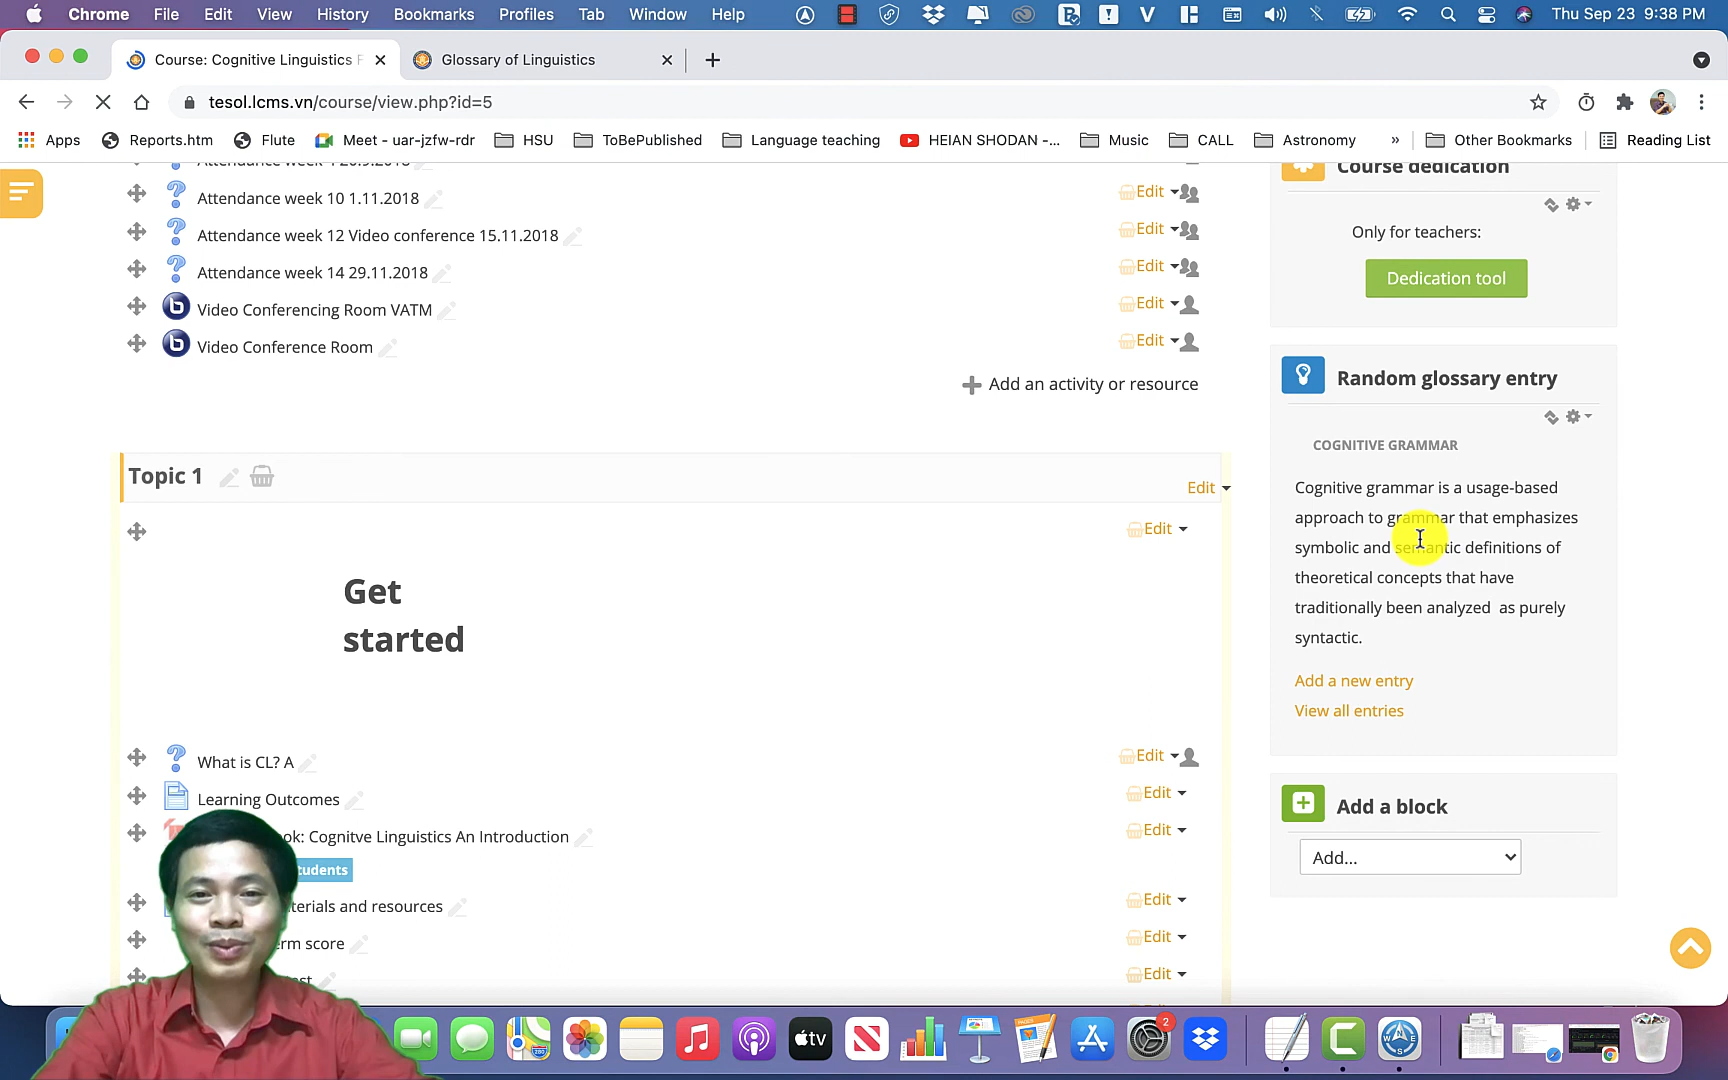 Chrome File Edit View History Bookmarks Profiles Tab Window Help Thu Sep 23 9:38 PM
Course: Cognitive Linguistics F
Glossary of Linguistics
tesol.lcms.vn/course/view.php?id=5
Apps Reports.htm Flute Meet - uar-jzfw-rdr HSU ToBePublished Language teaching HEIAN SHODAN -... Music CALL Astronomy » Other Bookmarks Reading List
Attendance week 10 1.11.2018
Edit
Attendance week 12 Video conference 15.11.2018
Edit
Attendance week 14 29.11.2018
Edit
Video Conferencing Room VATM
Edit
Video Conference Room
Edit
Add an activity or resource
Topic 1
Edit
Edit
Get
started
What is CL? A
Edit
Learning Outcomes
Edit
ok: Cognitve Linguistics An Introduction
Edit
tudents
terials and resources
Edit
rm score
Edit
Edit
Course dedication
Only for teachers:
Dedication tool
Random glossary entry
COGNITIVE GRAMMAR
Cognitive grammar is a usage-based
approach to grammar that emphasizes
symbolic and semantic definitions of
theoretical concepts that have
traditionally been analyzed as purely
syntactic.
Add a new entry
View all entries
Add a block
Add...
tv
2